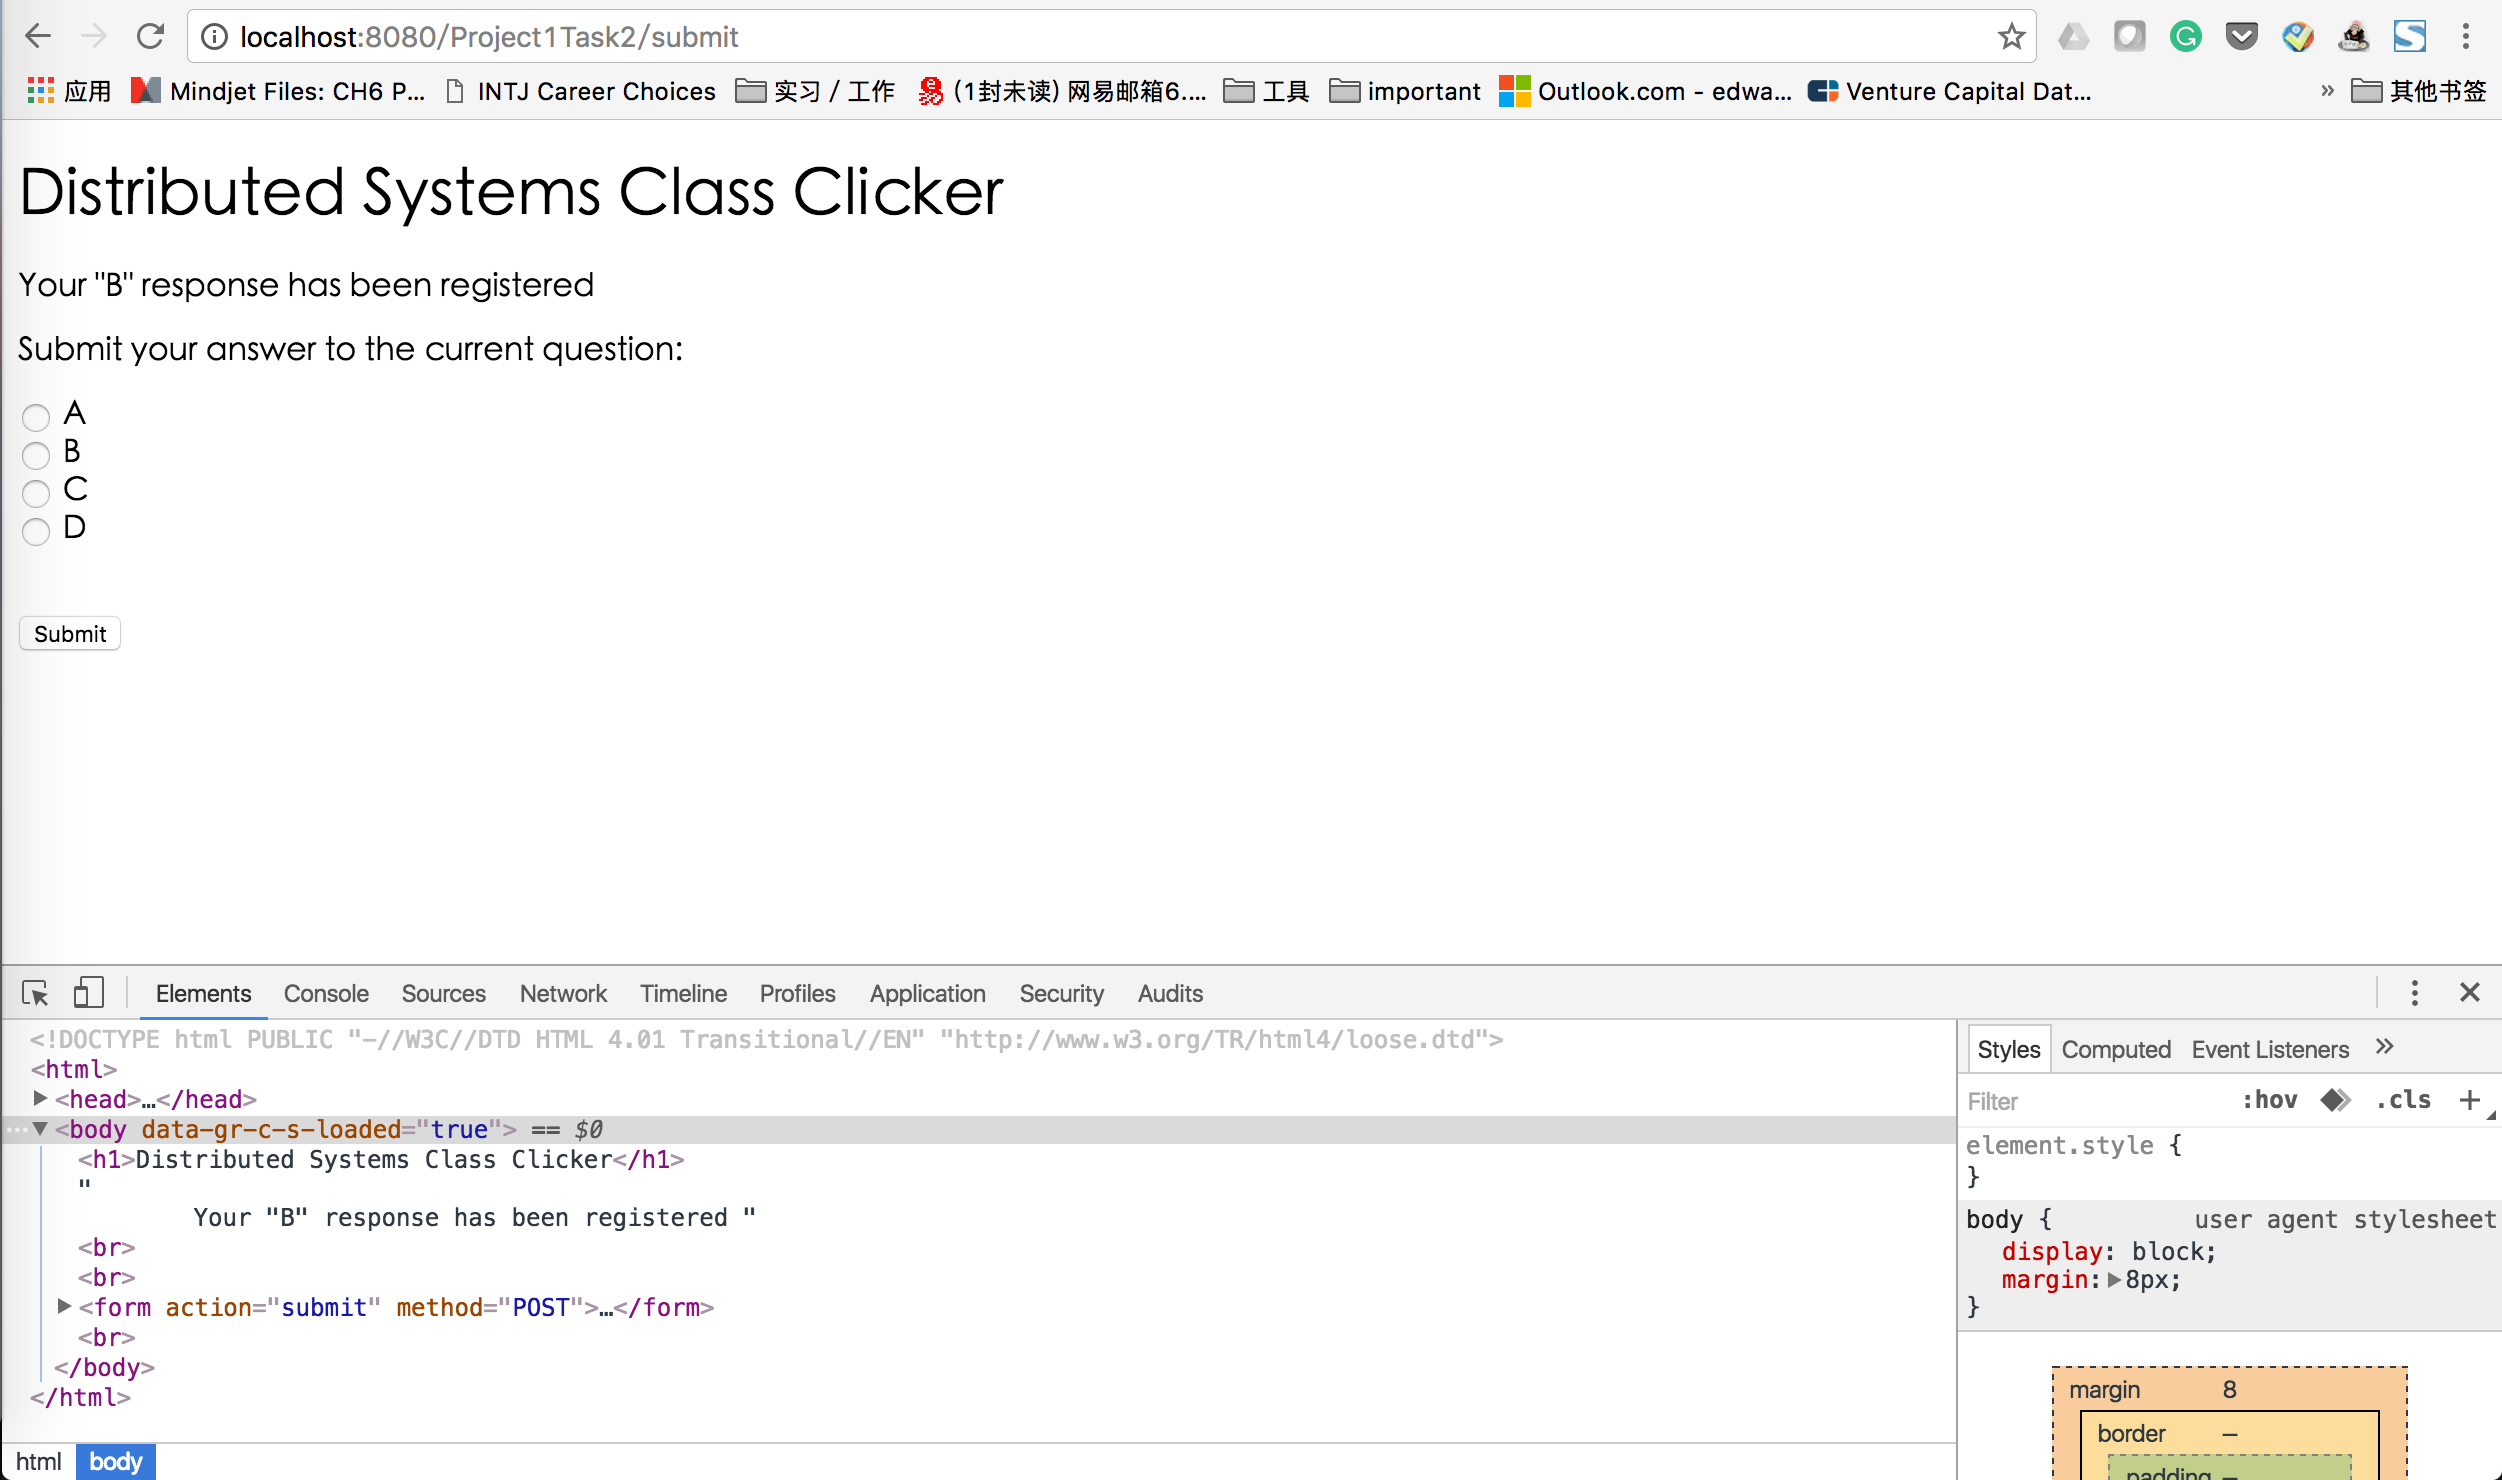 localhost:8080/Project1Task2/submit
应用 Mindjet Files: CH6 P... INTJ Career Choices 实习 / 工作 (1封未读) 网易邮箱6.... 工具 important Outlook.com - edwa... Venture Capital Dat... » 其他书签
Distributed Systems Class Clicker
Your "B" response has been registered
Submit your answer to the current question:
A
B
C
D
Submit
Elements Console Sources Network Timeline Profiles Application Security Audits
<!DOCTYPE html PUBLIC "-//W3C//DTD HTML 4.01 Transitional//EN" "http://www.w3.org/TR/html4/loose.dtd">
<html>
<head>…</head>
<body data-gr-c-s-loaded="true"> == $0
<h1>Distributed Systems Class Clicker</h1>
"
Your "B" response has been registered "
<br>
<br>
<form action="submit" method="POST">…</form>
<br>
</body>
</html>
html body
Styles Computed Event Listeners »
Filter :hov .cls +
element.style {
}
body { user agent stylesheet
display: block;
margin: 8px;
}
margin 8
border –
padding –